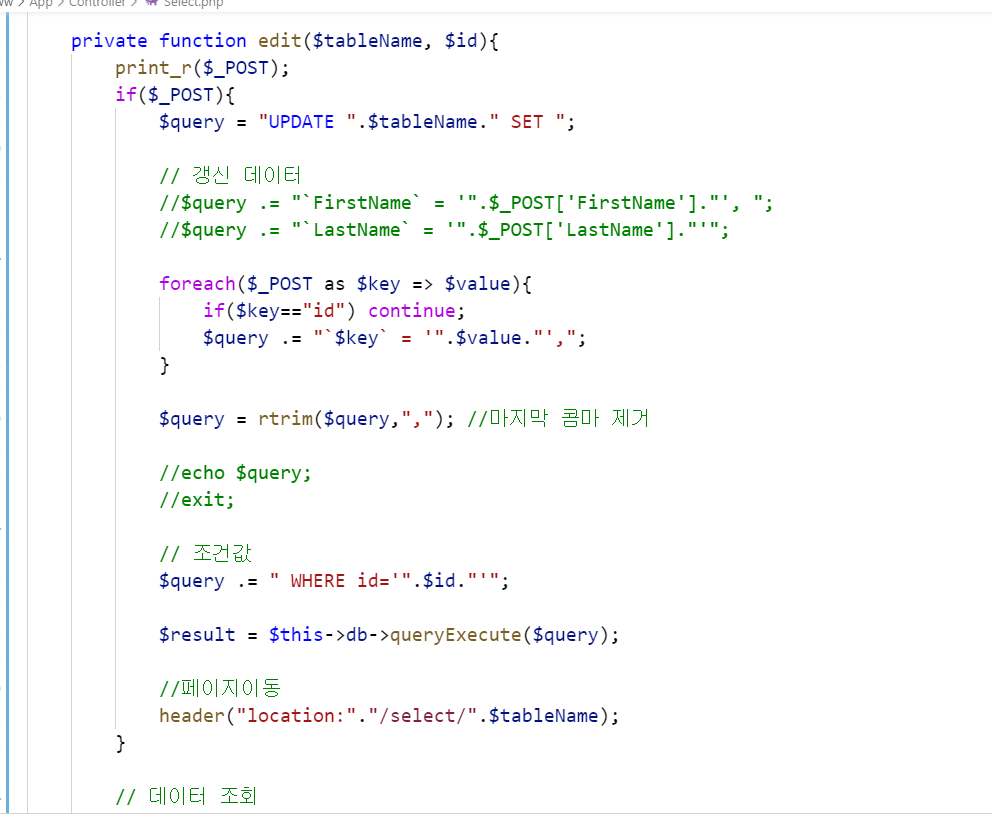 App > Controller > Select.php
private function edit($tableName, $id){
print_r($_POST);
if($_POST){
$query = "UPDATE ".$tableName." SET ";
// 갱신 데이터
//$query .= "`FirstName` = '".$_POST['FirstName']."', ";
//$query .= "`LastName` = '".$_POST['LastName']."'";
foreach($_POST as $key => $value){
if($key=="id") continue;
$query .= "`$key` = '".$value."',";
}
$query = rtrim($query,","); //마지막 콤마 제거
//echo $query;
//exit;
// 조건값
$query .= " WHERE id='".$id."'";
$result = $this->db->queryExecute($query);
//페이지이동
header("location:"."/select/".$tableName);
}
// 데이터 조회